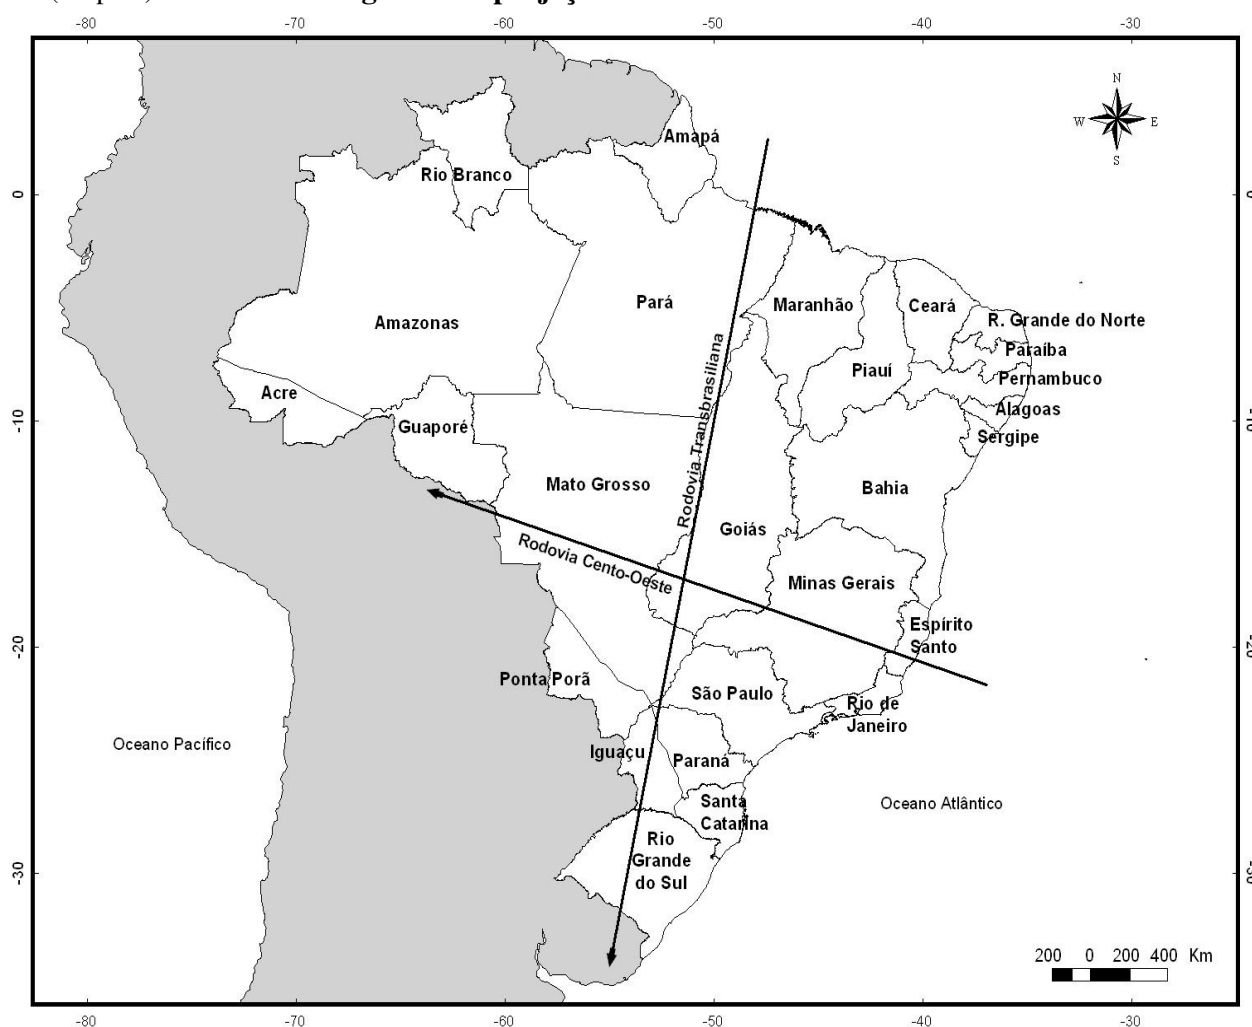 -80 -70 -60 -50 -40 -30
N
W E
S
Amapá
Rio Branco
0 0
Pará
Maranhão
Ceará
R. Grande do Norte
Amazonas
Paraíba
Piauí
Pernambuco
Acre
Alagoas
-10
Guaporé
Sergipe
Rodovia Transbrasiliana
Mato Grosso
Bahia
Goiás
Rodovia Cento-Oeste
Minas Gerais
Espírito
Santo
-20
Ponta Porã
São Paulo
Rio de
Janeiro
Oceano Pacífico
Iguaçu
Paraná
Santa
Catarina
Oceano Atlântico
Rio
Grande
do Sul
-30
200 0 200 400 Km
-80 -70 -60 -50 -40 -30